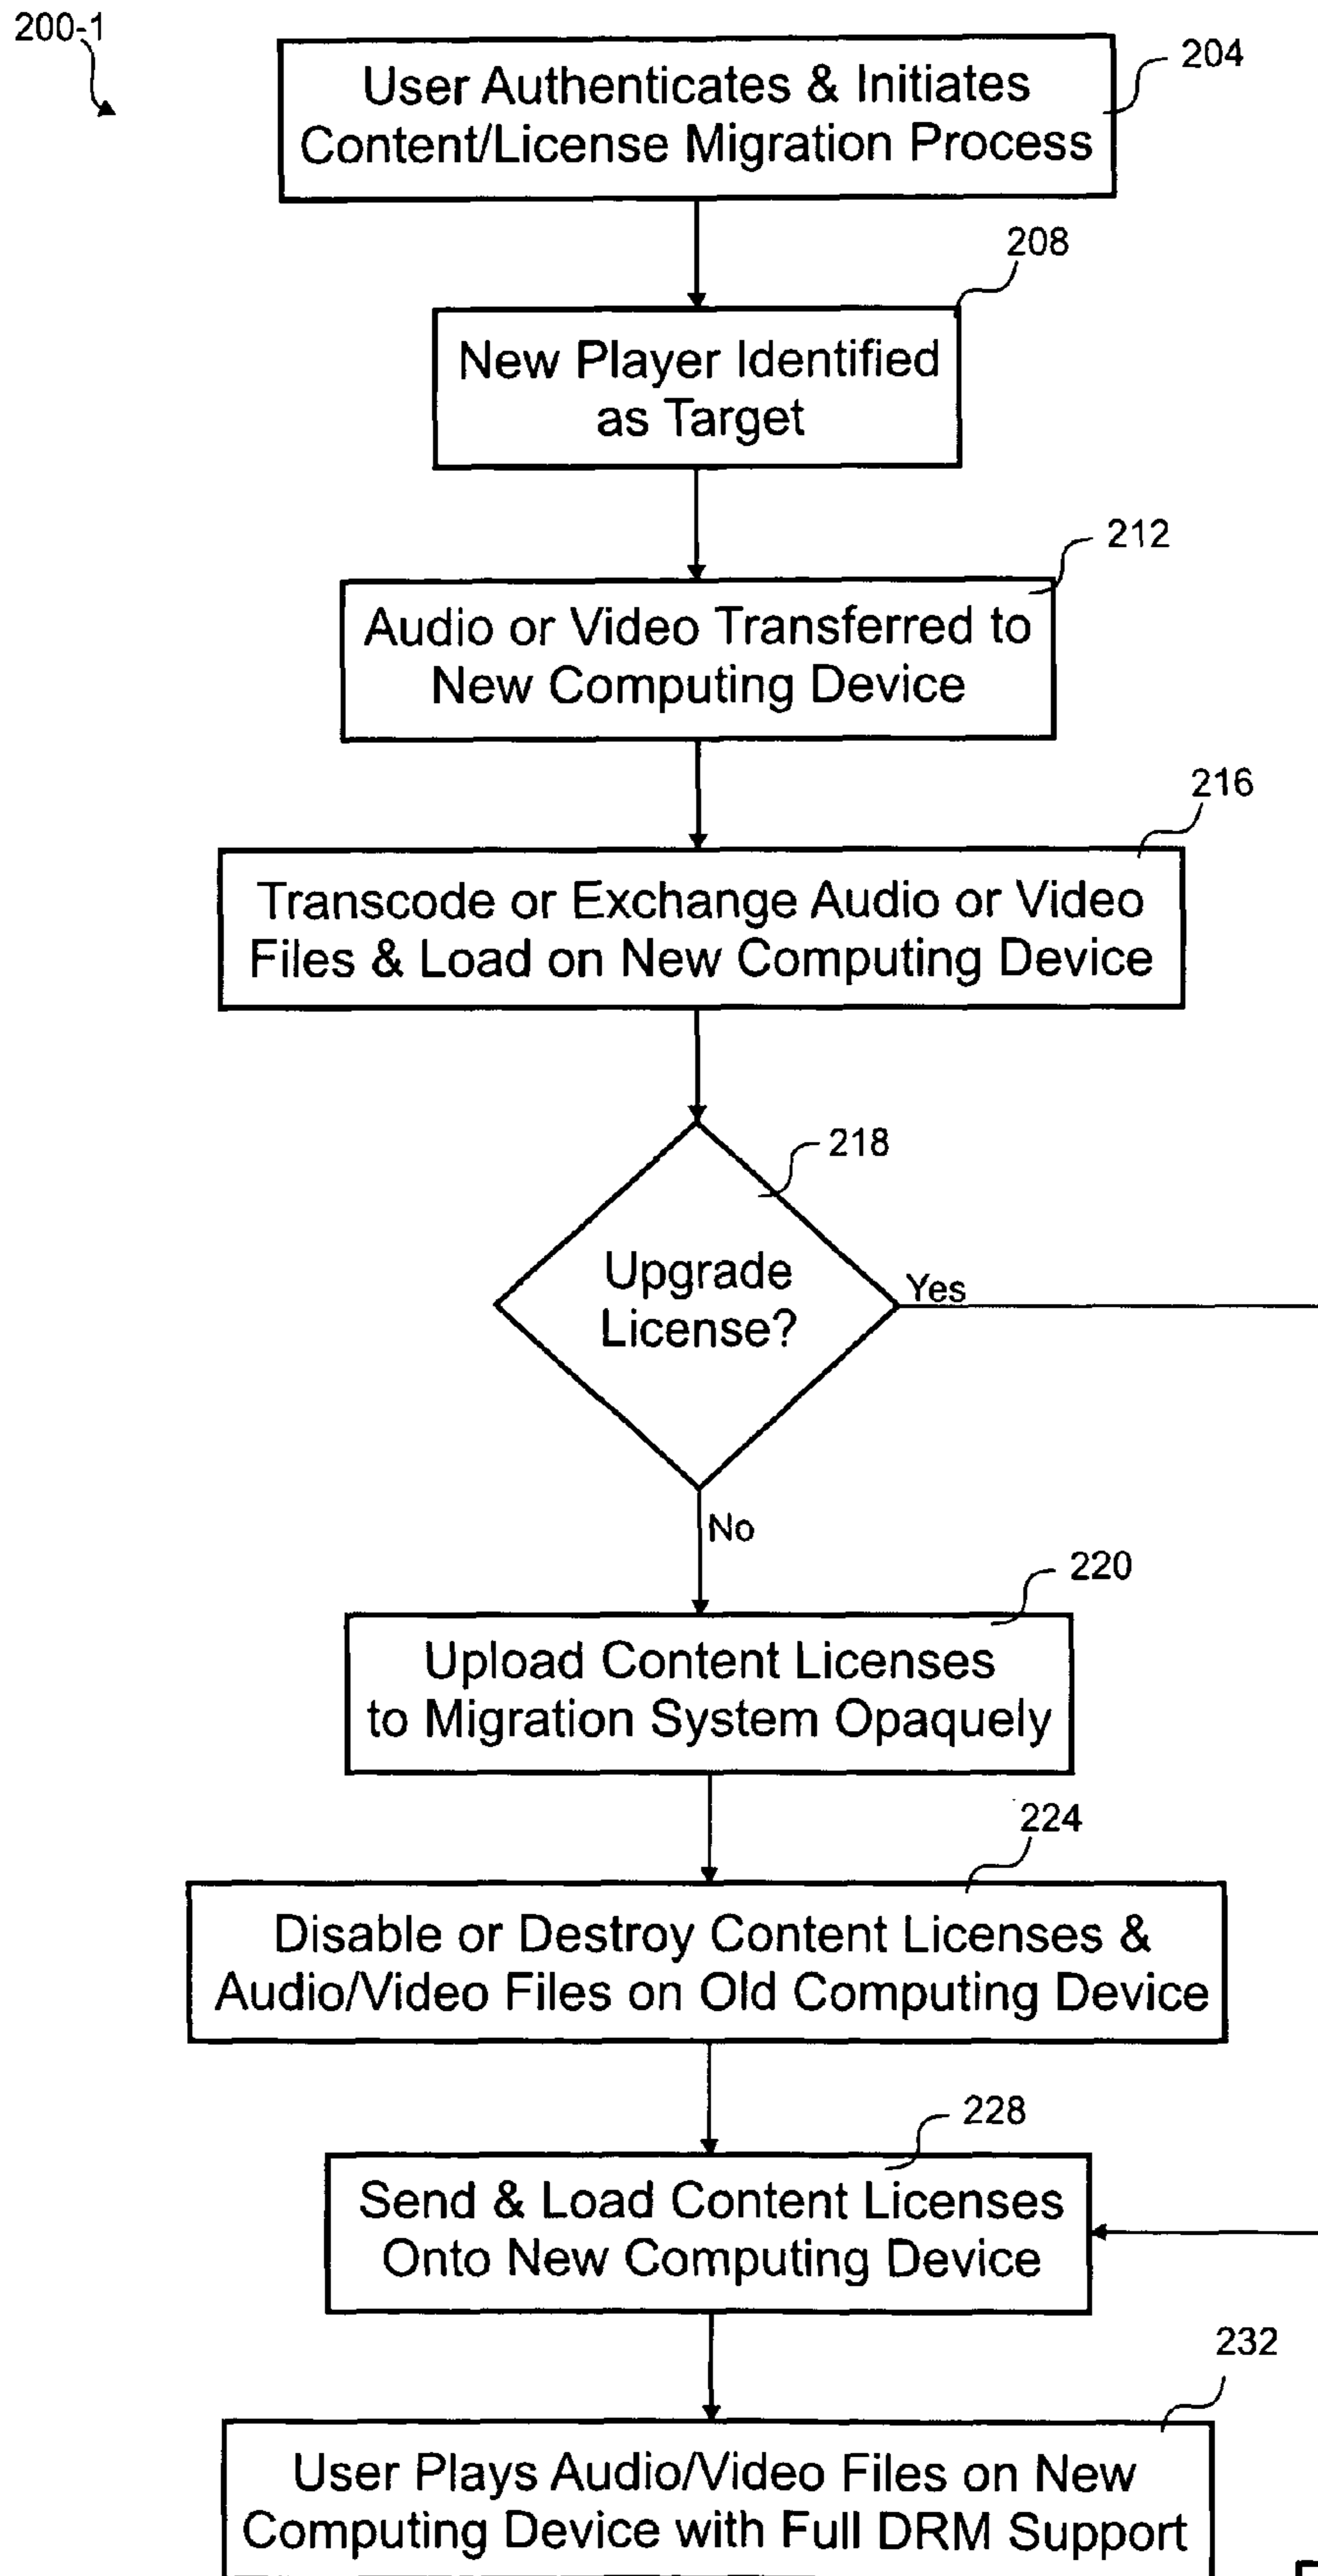 200-1
204
User Authenticates & Initiates
Content/License Migration Process
208
New Player Identified
as Target
212
Audio or Video Transferred to
New Computing Device
216
Transcode or Exchange Audio or Video
Files & Load on New Computing Device
218
Upgrade
License?
Yes
No
220
Upload Content Licenses
to Migration System Opaquely
224
Disable or Destroy Content Licenses &
Audio/Video Files on Old Computing Device
228
Send & Load Content Licenses
Onto New Computing Device
232
User Plays Audio/Video Files on New
Computing Device with Full DRM Support